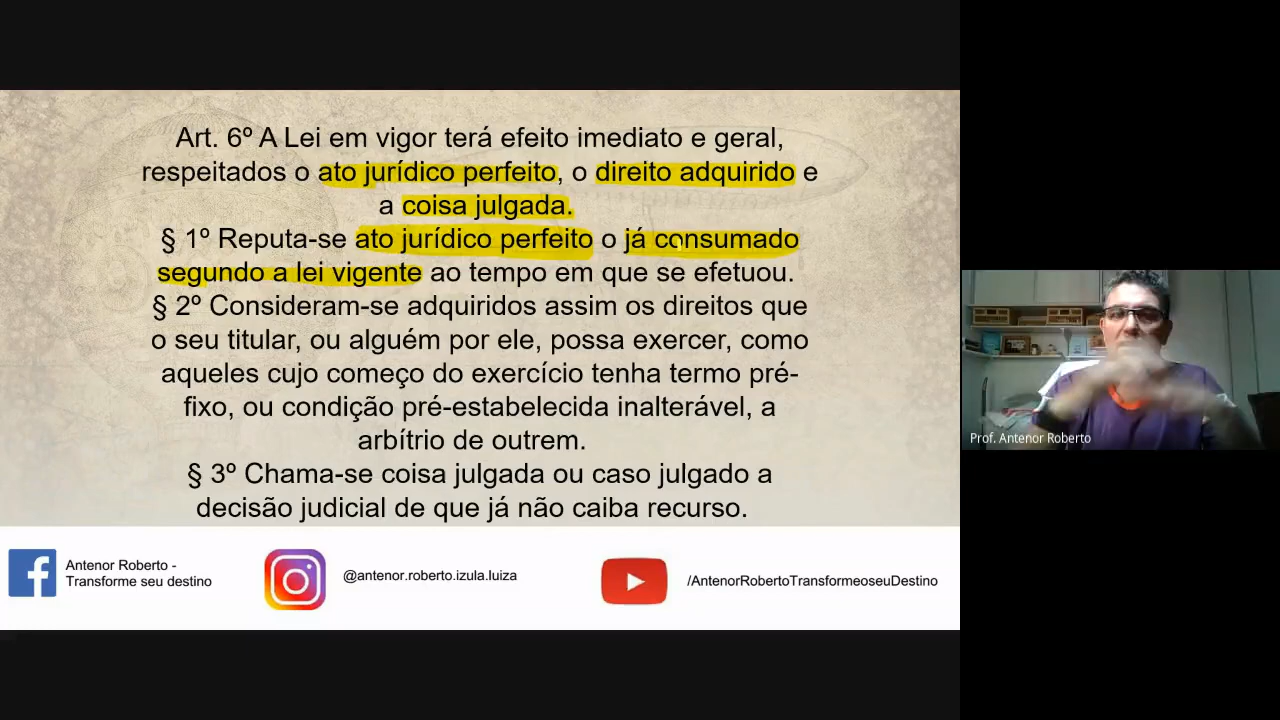 Art. 6º A Lei em vigor terá efeito imediato e geral,
respeitados o ato jurídico perfeito, o direito adquirido e
a coisa julgada.
§ 1º Reputa-se ato jurídico perfeito o já consumado
segundo a lei vigente ao tempo em que se efetuou.
§ 2º Consideram-se adquiridos assim os direitos que
o seu titular, ou alguém por ele, possa exercer, como
aqueles cujo começo do exercício tenha termo pré-
fixo, ou condição pré-estabelecida inalterável, a
arbítrio de outrem.
§ 3º Chama-se coisa julgada ou caso julgado a
decisão judicial de que já não caiba recurso.
Antenor Roberto -
Transforme seu destino
@antenor.roberto.izula.luiza
/AntenorRobertoTransformeoseuDestino
Prof. Antenor Roberto